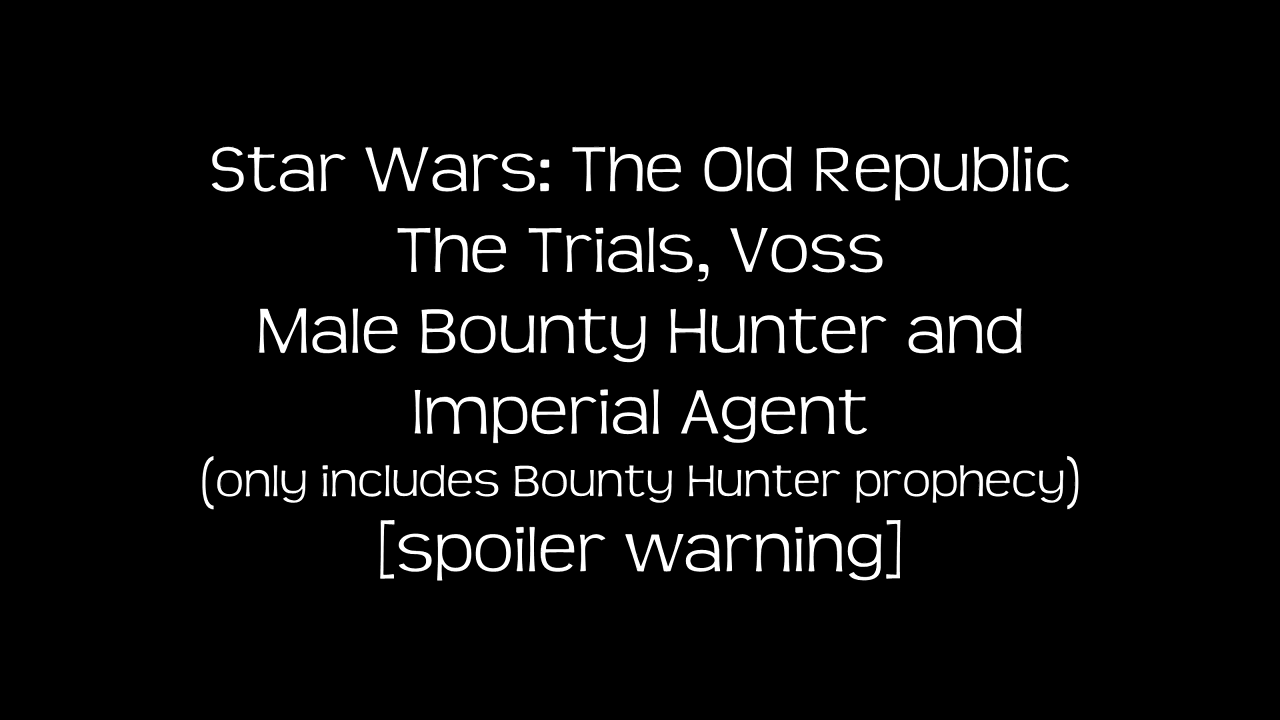 Star Wars: The Old Republic
The Trials, Voss
Male Bounty Hunter and
Imperial Agent
(only includes Bounty Hunter prophecy)
[spoiler warning]